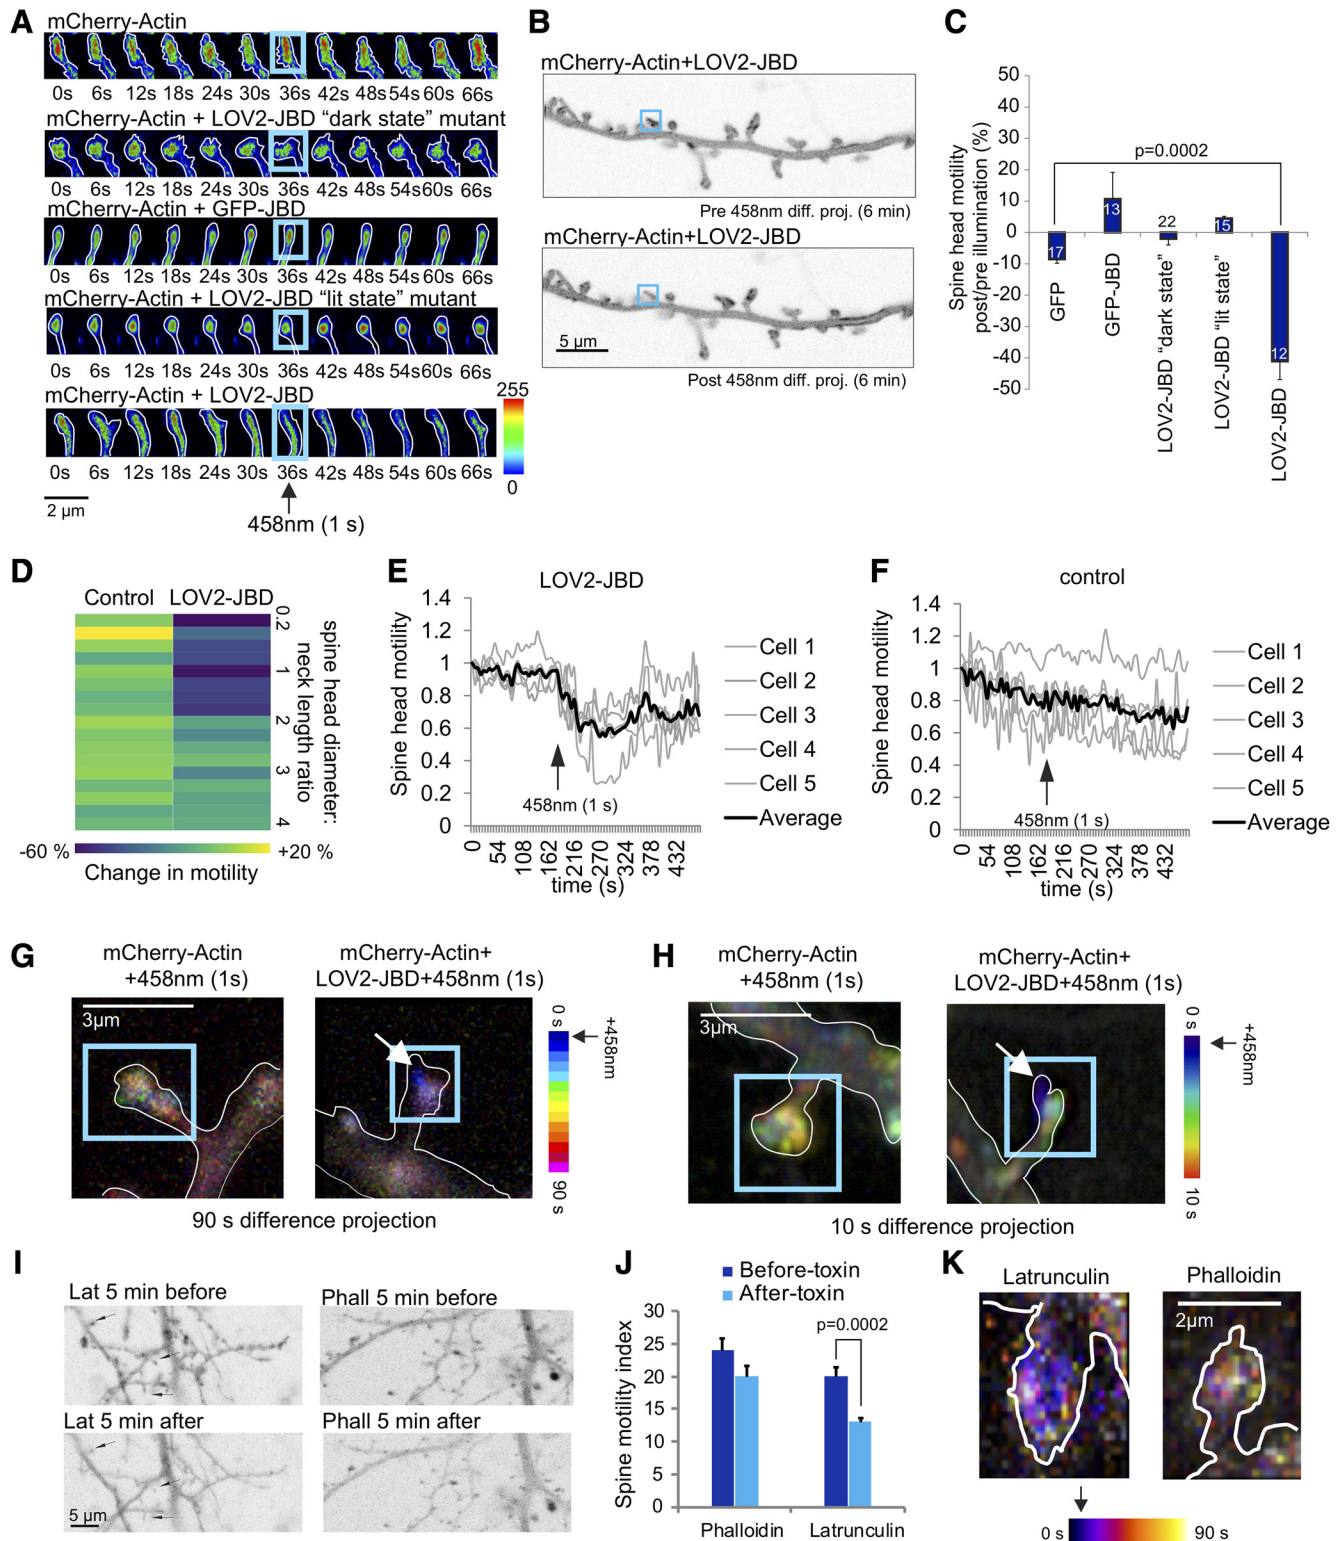 A
mCherry-Actin
0s 6s 12s 18s 24s 30s 36s 42s 48s 54s 60s 66s
mCherry-Actin + LOV2-JBD “dark state” mutant
0s 6s 12s 18s 24s 30s 36s 42s 48s 54s 60s 66s
mCherry-Actin + GFP-JBD
0s 6s 12s 18s 24s 30s 36s 42s 48s 54s 60s 66s
mCherry-Actin + LOV2-JBD “lit state” mutant
0s 6s 12s 18s 24s 30s 36s 42s 48s 54s 60s 66s
mCherry-Actin + LOV2-JBD
255
0
0s 6s 12s 18s 24s 30s 36s 42s 48s 54s 60s 66s
2 µm
458nm (1 s)
B
mCherry-Actin+LOV2-JBD
Pre 458nm diff. proj. (6 min)
mCherry-Actin+LOV2-JBD
5 µm
Post 458nm diff. proj. (6 min)
C
Spine head motility
post/pre illumination (%)
50
40
30
20
10
0
-10
-20
-30
-40
-50
p=0.0002
17
13
22
15
12
GFP
GFP-JBD
LOV2-JBD “dark state”
LOV2-JBD “lit state”
LOV2-JBD
D
Control LOV2-JBD
0.2
1
2
3
4
spine head diameter:
neck length ratio
-60 % +20 %
Change in motility
E
LOV2-JBD
Spine head motility
1.4
1.2
1
0.8
0.6
0.4
0.2
0
458nm (1 s)
0 54 108 162 216 270 324 378 432
time (s)
Cell 1
Cell 2
Cell 3
Cell 4
Cell 5
Average
F
control
Spine head motility
1.4
1.2
1
0.8
0.6
0.4
0.2
0
458nm (1 s)
0 54 108 162 216 270 324 378 432
time (s)
Cell 1
Cell 2
Cell 3
Cell 4
Cell 5
Average
G
mCherry-Actin
+458nm (1s)
3µm
mCherry-Actin+
LOV2-JBD+458nm (1s)
0 s
+458nm
90 s
90 s difference projection
H
mCherry-Actin
+458nm (1s)
3µm
mCherry-Actin+
LOV2-JBD+458nm (1s)
0 s
+458nm
10 s
10 s difference projection
I
Lat 5 min before
Phall 5 min before
Lat 5 min after
Phall 5 min after
5 µm
J
Before-toxin
After-toxin
Spine motility index
30
25
20
15
10
5
0
p=0.0002
Phalloidin Latrunculin
K
Latrunculin
Phalloidin
2µm
0 s 90 s